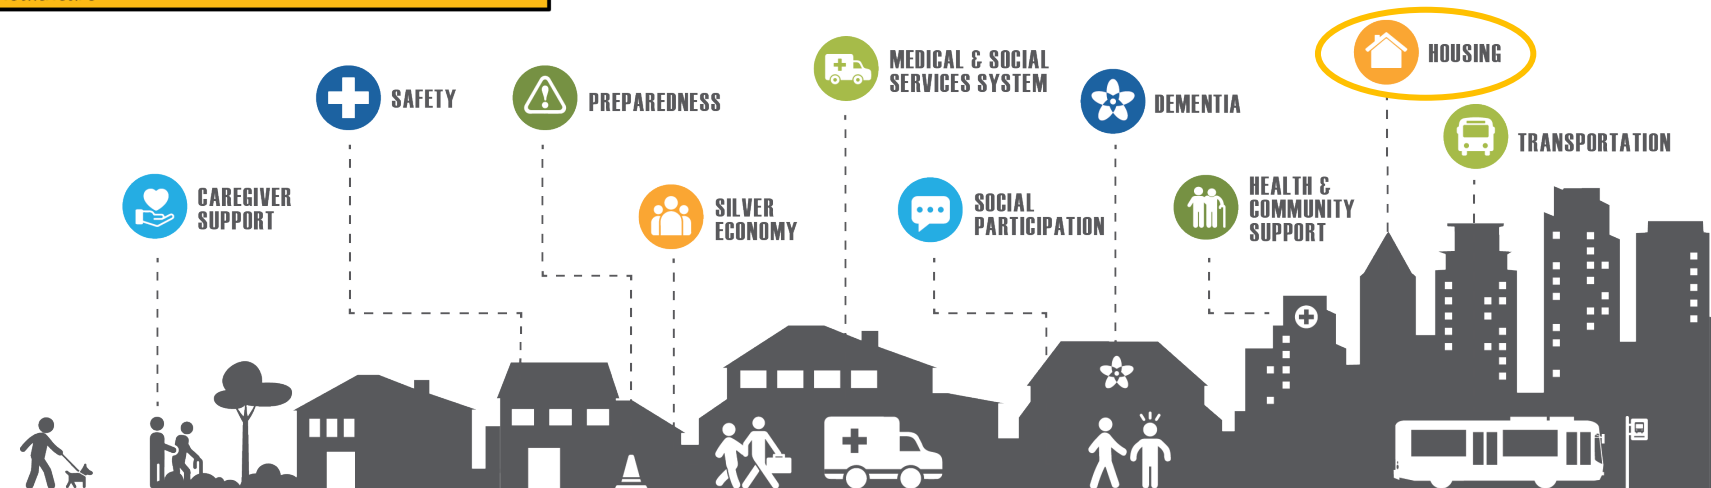 HOUSING
MEDICAL & SOCIAL
SERVICES SYSTEM
SAFETY
PREPAREDNESS
DEMENTIA
TRANSPORTATION
CAREGIVER
SUPPORT
SILVER
ECONOMY
SOCIAL
PARTICIPATION
HEALTH &
COMMUNITY
SUPPORT